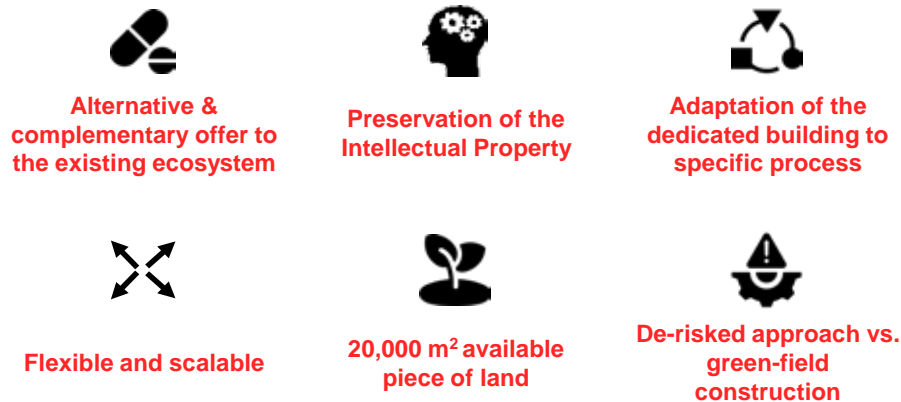 Alternative &
complementary offer to
the existing ecosystem
Preservation of the
Intellectual Property
Adaptation of the
dedicated building to
specific process
Flexible and scalable
20,000 m² available
piece of land
De-risked approach vs.
green-field
construction